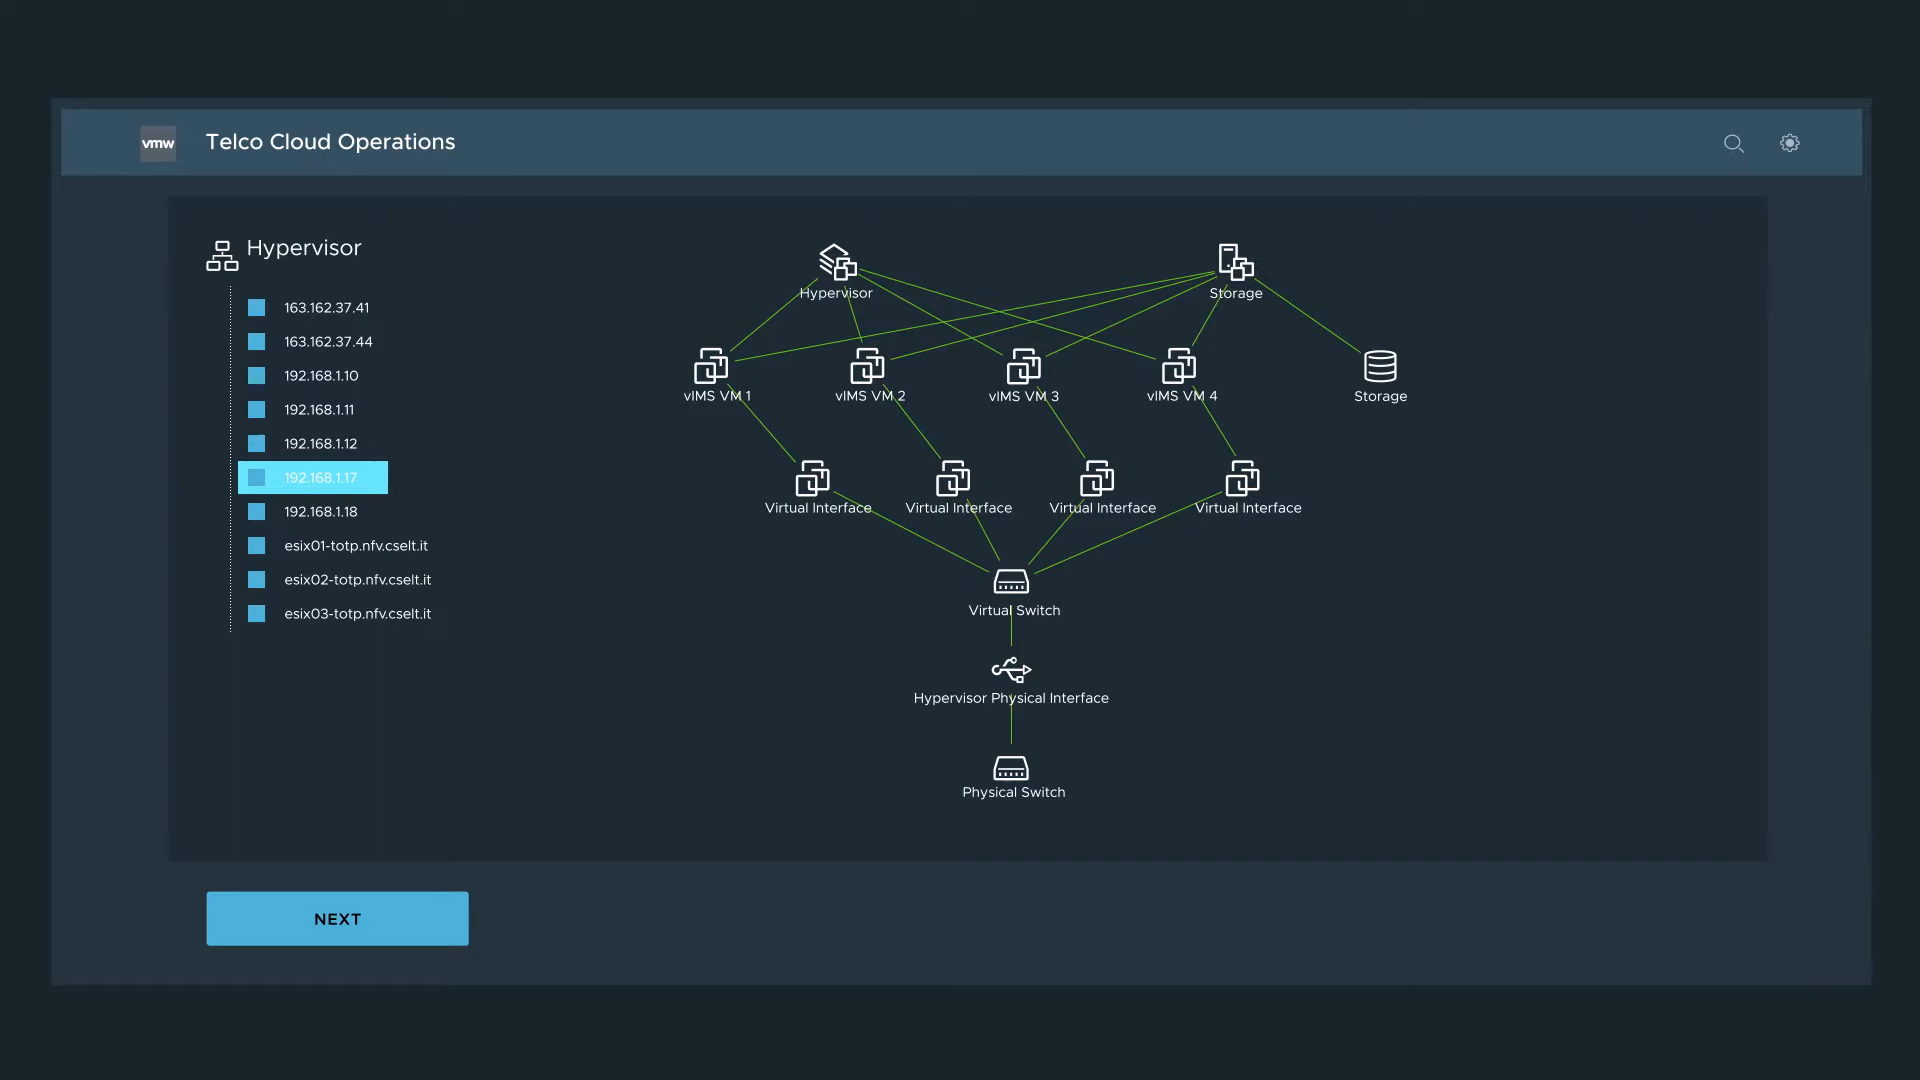 vmw
Telco Cloud Operations
Hypervisor
163.162.37.41
163.162.37.44
192.168.1.10
192.168.1.11
192.168.1.12
192.168.1.17
192.168.1.18
esix01-totp.nfv.cselt.it
esix02-totp.nfv.cselt.it
esix03-totp.nfv.cselt.it
Hypervisor
Storage
vIMS VM 1
vIMS VM 2
vIMS VM 3
vIMS VM 4
Storage
Virtual Interface
Virtual Interface
Virtual Interface
Virtual Interface
Virtual Switch
Hypervisor Physical Interface
Physical Switch
NEXT